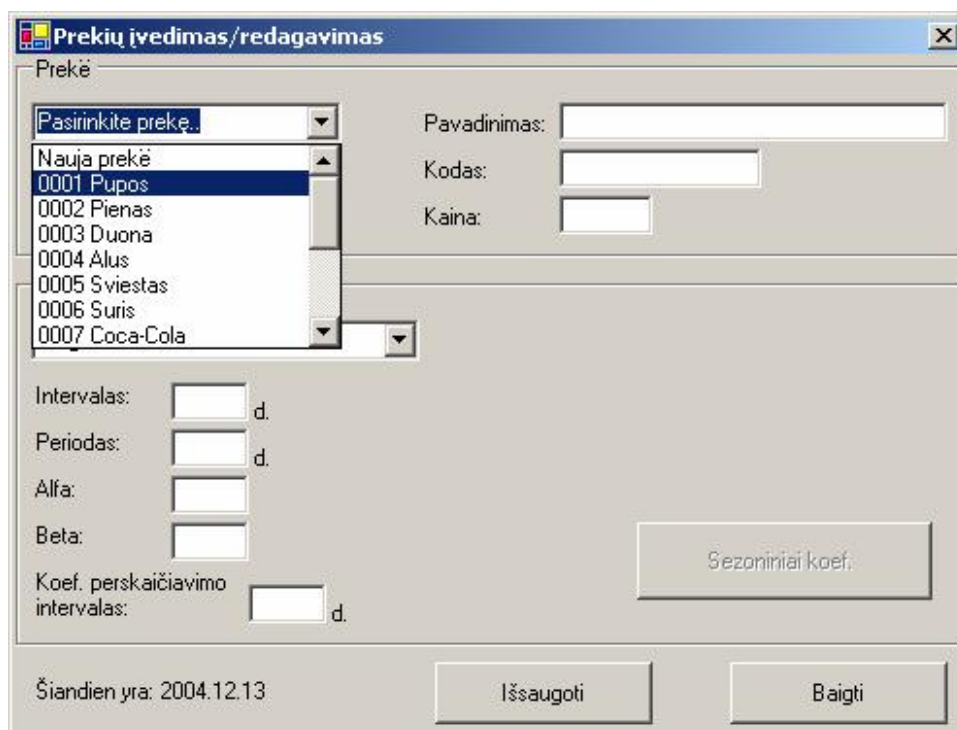 Prekių įvedimas/redagavimas
Prekë
Pasirinkite prekę..
Nauja prekë
0001 Pupos
0002 Pienas
0003 Duona
0004 Alus
0005 Sviestas
0006 Suris
0007 Coca-Cola
Pavadinimas:
Kodas:
Kaina:
Intervalas: d.
Periodas: d.
Alfa:
Beta:
Koef. perskaičiavimo
intervalas: d.
Sezoniniai koef.
Šiandien yra: 2004.12.13
Išsaugoti
Baigti